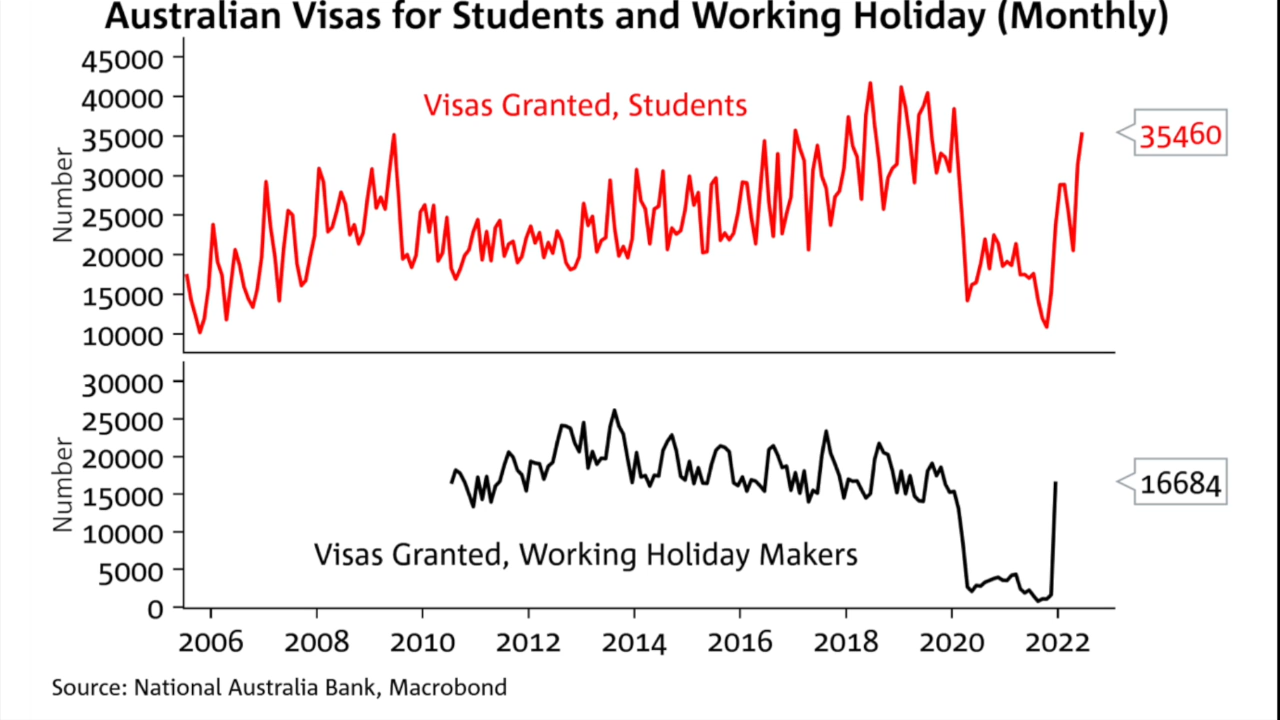 Australian Visas for Students and Working Holiday (Monthly)
45000
40000
35000
30000
25000
20000
15000
10000
Number
Visas Granted, Students
35460
30000
25000
20000
15000
10000
5000
0
Number
Visas Granted, Working Holiday Makers
16684
2006 2008 2010 2012 2014 2016 2018 2020 2022
Source: National Australia Bank, Macrobond